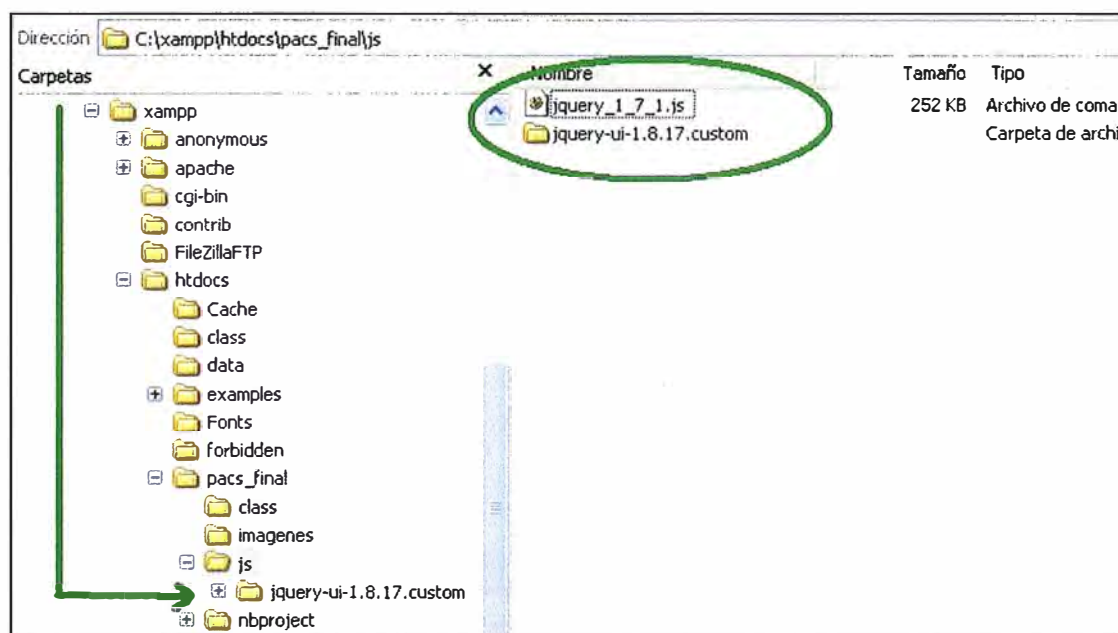 Dirección C:\xampp\htdocs\pacs_final\js
Carpetas
xampp
anonymous
apache
cgi-bin
contrib
FileZillaFTP
htdocs
Cache
class
data
examples
Fonts
forbidden
pacs_final
class
imagenes
js
jquery-ui-1.8.17.custom
nbproject
Nombre Tamaño Tipo
jquery_1_7_1.js 252 KB Archivo de coma
jquery-ui-1.8.17.custom Carpeta de archi